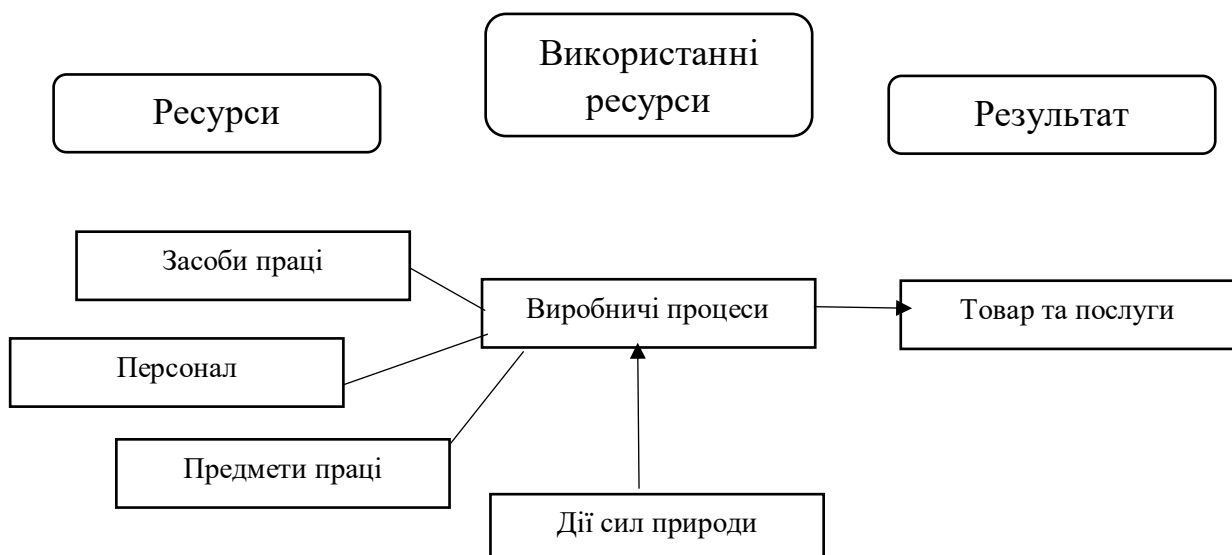 Ресурси
Використанні
ресурси
Результат
Засоби праці
Виробничі процеси
Товар та послуги
Персонал
Предмети праці
Дії сил природи